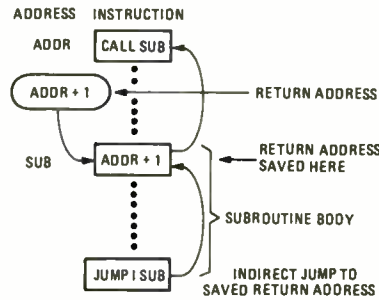 ADDRESS INSTRUCTION
ADDR CALL SUB
ADDR + 1 RETURN ADDRESS
SUB ADDR + 1 RETURN ADDRESS
SAVED HERE
SUBROUTINE BODY
JUMP I SUB INDIRECT JUMP TO
SAVED RETURN ADDRESS